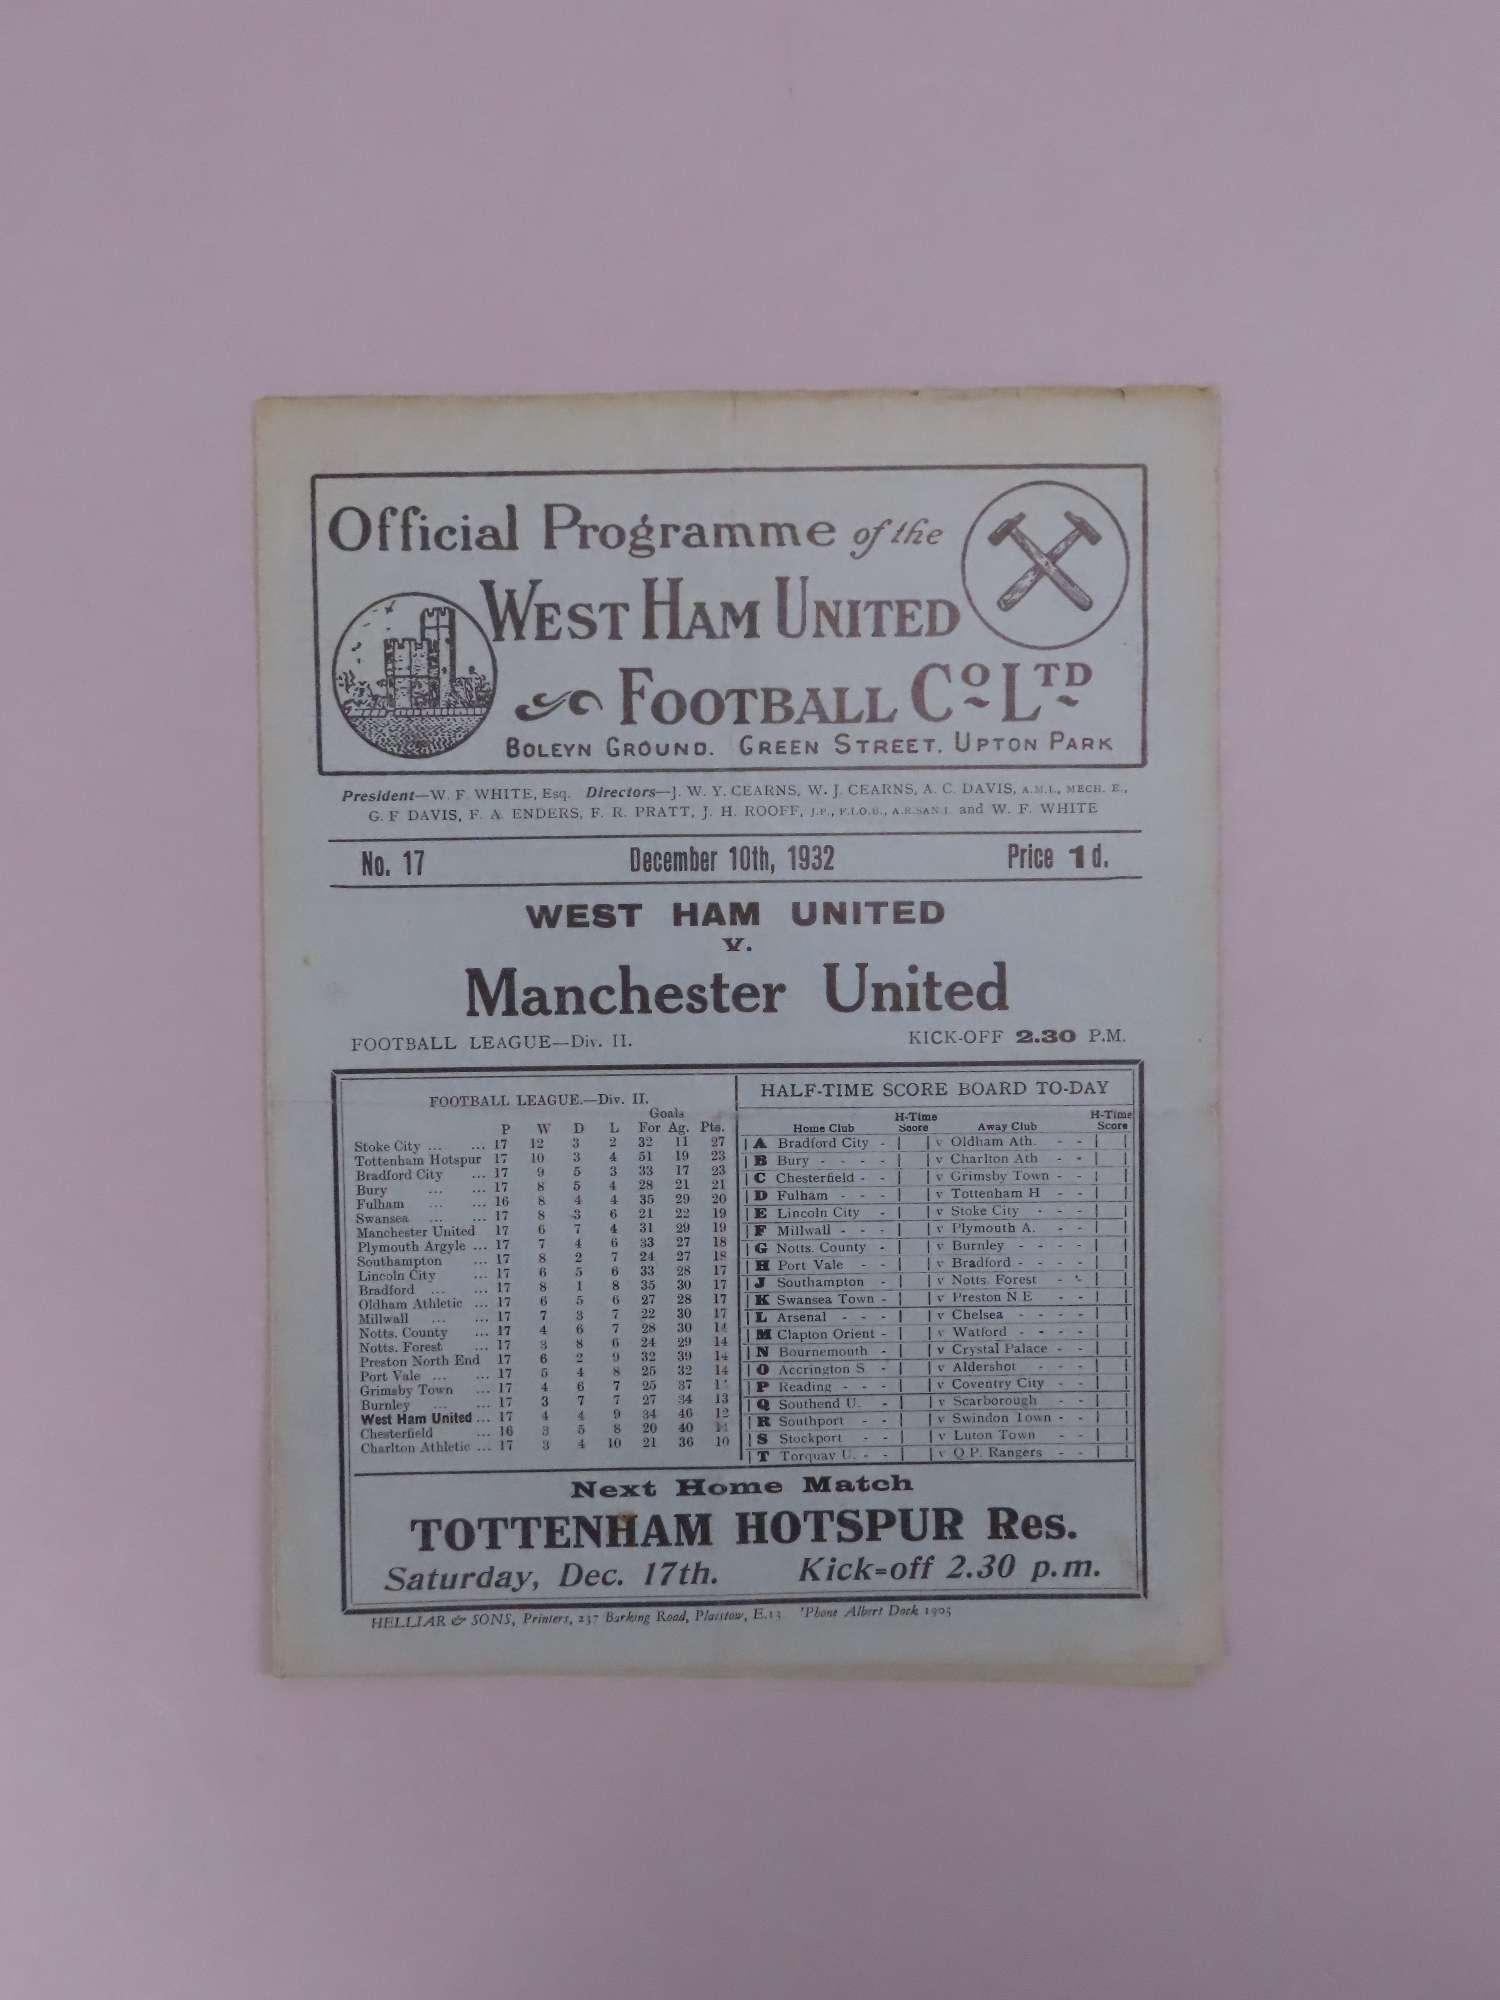 Official Programme of the
WEST HAM UNITED
FOOTBALL CO LTD
BOLEYN GROUND. GREEN STREET, UPTON PARK
President—W. F. WHITE, Esq. Directors—J. W. Y. CEARNS, W. J. CEARNS, A. C. DAVIS, A.M.I., MECH. E.,
G. F DAVIS, F. A. ENDERS, F. R. PRATT, J. H. ROOFF, J.P., F.I.O.B., A.R.SAN.I. and W. F. WHITE
No. 17 December 10th, 1932 Price 1 d.
WEST HAM UNITED
v.
Manchester United
FOOTBALL LEAGUE—Div. II. KICK-OFF 2.30 P.M.
FOOTBALL LEAGUE.—Div. II.
Goals
P W D L For Ag. Pts.
Stoke City ... ... 17 12 3 2 32 11 27
Tottenham Hotspur 17 10 3 4 51 19 23
Bradford City ... 17 9 5 3 33 17 23
Bury ... ... 17 8 5 4 28 21 21
Fulham ... ... 16 8 4 4 35 29 20
Swansea ... ... 17 8 3 6 21 22 19
Manchester United 17 6 7 4 31 29 19
Plymouth Argyle ... 17 7 4 6 33 27 18
Southampton ... 17 8 2 7 24 27 18
Lincoln City ... 17 6 5 6 33 28 17
Bradford ... ... 17 8 1 8 35 30 17
Oldham Athletic ... 17 6 5 6 27 28 17
Millwall ... ... 17 7 3 7 22 30 17
Notts. County ... 17 4 6 7 28 30 14
Notts. Forest ... 17 3 8 6 24 29 14
Preston North End 17 6 2 9 32 39 14
Port Vale ... ... 17 5 4 8 25 32 14
Grimsby Town ... 17 4 6 7 25 37
Burnley ... ... 17 3 7 7 27 34 13
West Ham United ... 17 4 4 9 34 46 12
Chesterfield ... 16 3 5 8 20 40 11
Charlton Athletic ... 17 3 4 10 21 36 10
HALF-TIME SCORE BOARD TO-DAY
Home Club H-Time Score Away Club H-Time Score
A Bradford City - v Oldham Ath. - -
B Bury - - - - v Charlton Ath - -
C Chesterfield - - v Grimsby Town - -
D Fulham - - - v Tottenham H - -
E Lincoln City - v Stoke City - - -
F Millwall - - - v Plymouth A. - -
G Notts. County - v Burnley - - - -
H Port Vale - - v Bradford - - - -
J Southampton - v Notts. Forest - -
K Swansea Town - v Preston N E - -
L Arsenal - - - v Chelsea - - - -
M Clapton Orient - v Watford - - - -
N Bournemouth - v Crystal Palace - -
O Accrington S - v Aldershot - - -
P Reading - - - v Coventry City - -
Q Southend U. - v Scarborough - -
R Southport - - v Swindon Town - -
S Stockport - - v Luton Town - -
T Torquay U. - - v Q.P. Rangers - -
Next Home Match
TOTTENHAM HOTSPUR Res.
Saturday, Dec. 17th. Kick=off 2.30 p.m.
HELLIAR & SONS, Printers, 237 Barking Road, Plaistow, E.13. 'Phone Albert Dock 1905